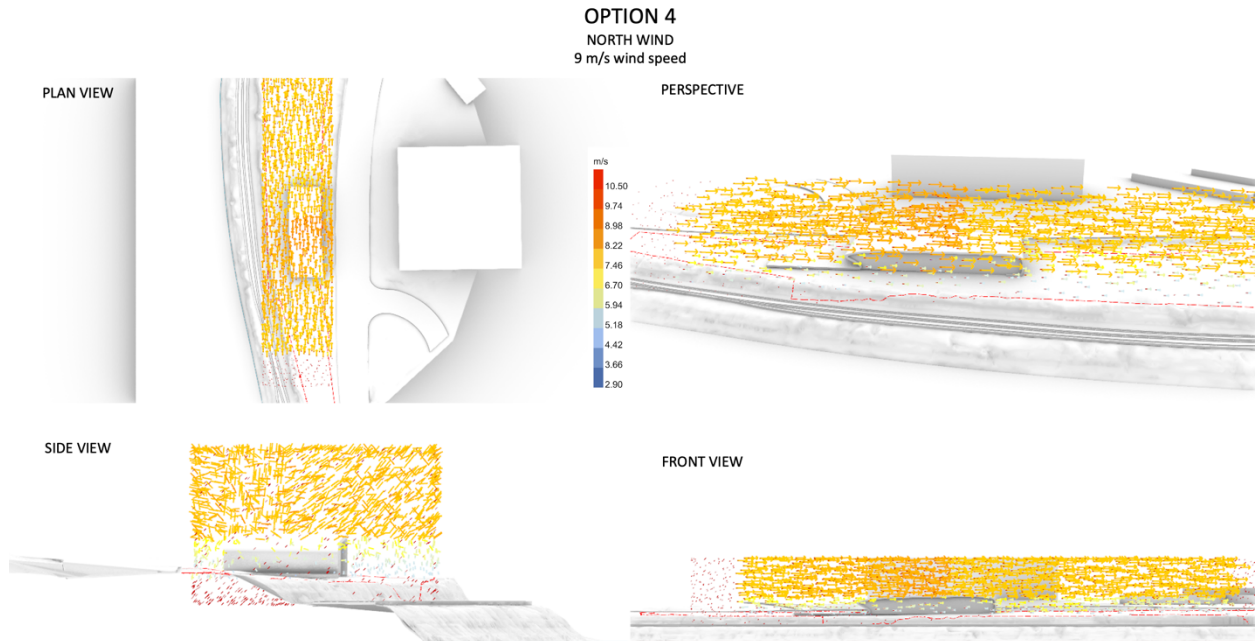 OPTION 4
NORTH WIND
9 m/s wind speed
PLAN VIEW
PERSPECTIVE
m/s
10.50
9.74
8.98
8.22
7.46
6.70
5.94
5.18
4.42
3.66
2.90
SIDE VIEW
FRONT VIEW